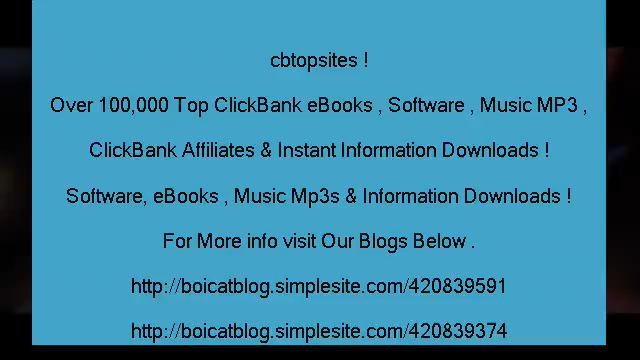 cbtopsites !
Over 100,000 Top ClickBank eBooks , Software , Music MP3 ,
ClickBank Affiliates & Instant Information Downloads !
Software, eBooks , Music Mp3s & Information Downloads !
For More info visit Our Blogs Below .
http://boicatblog.simplesite.com/420839591
http://boicatblog.simplesite.com/420839374